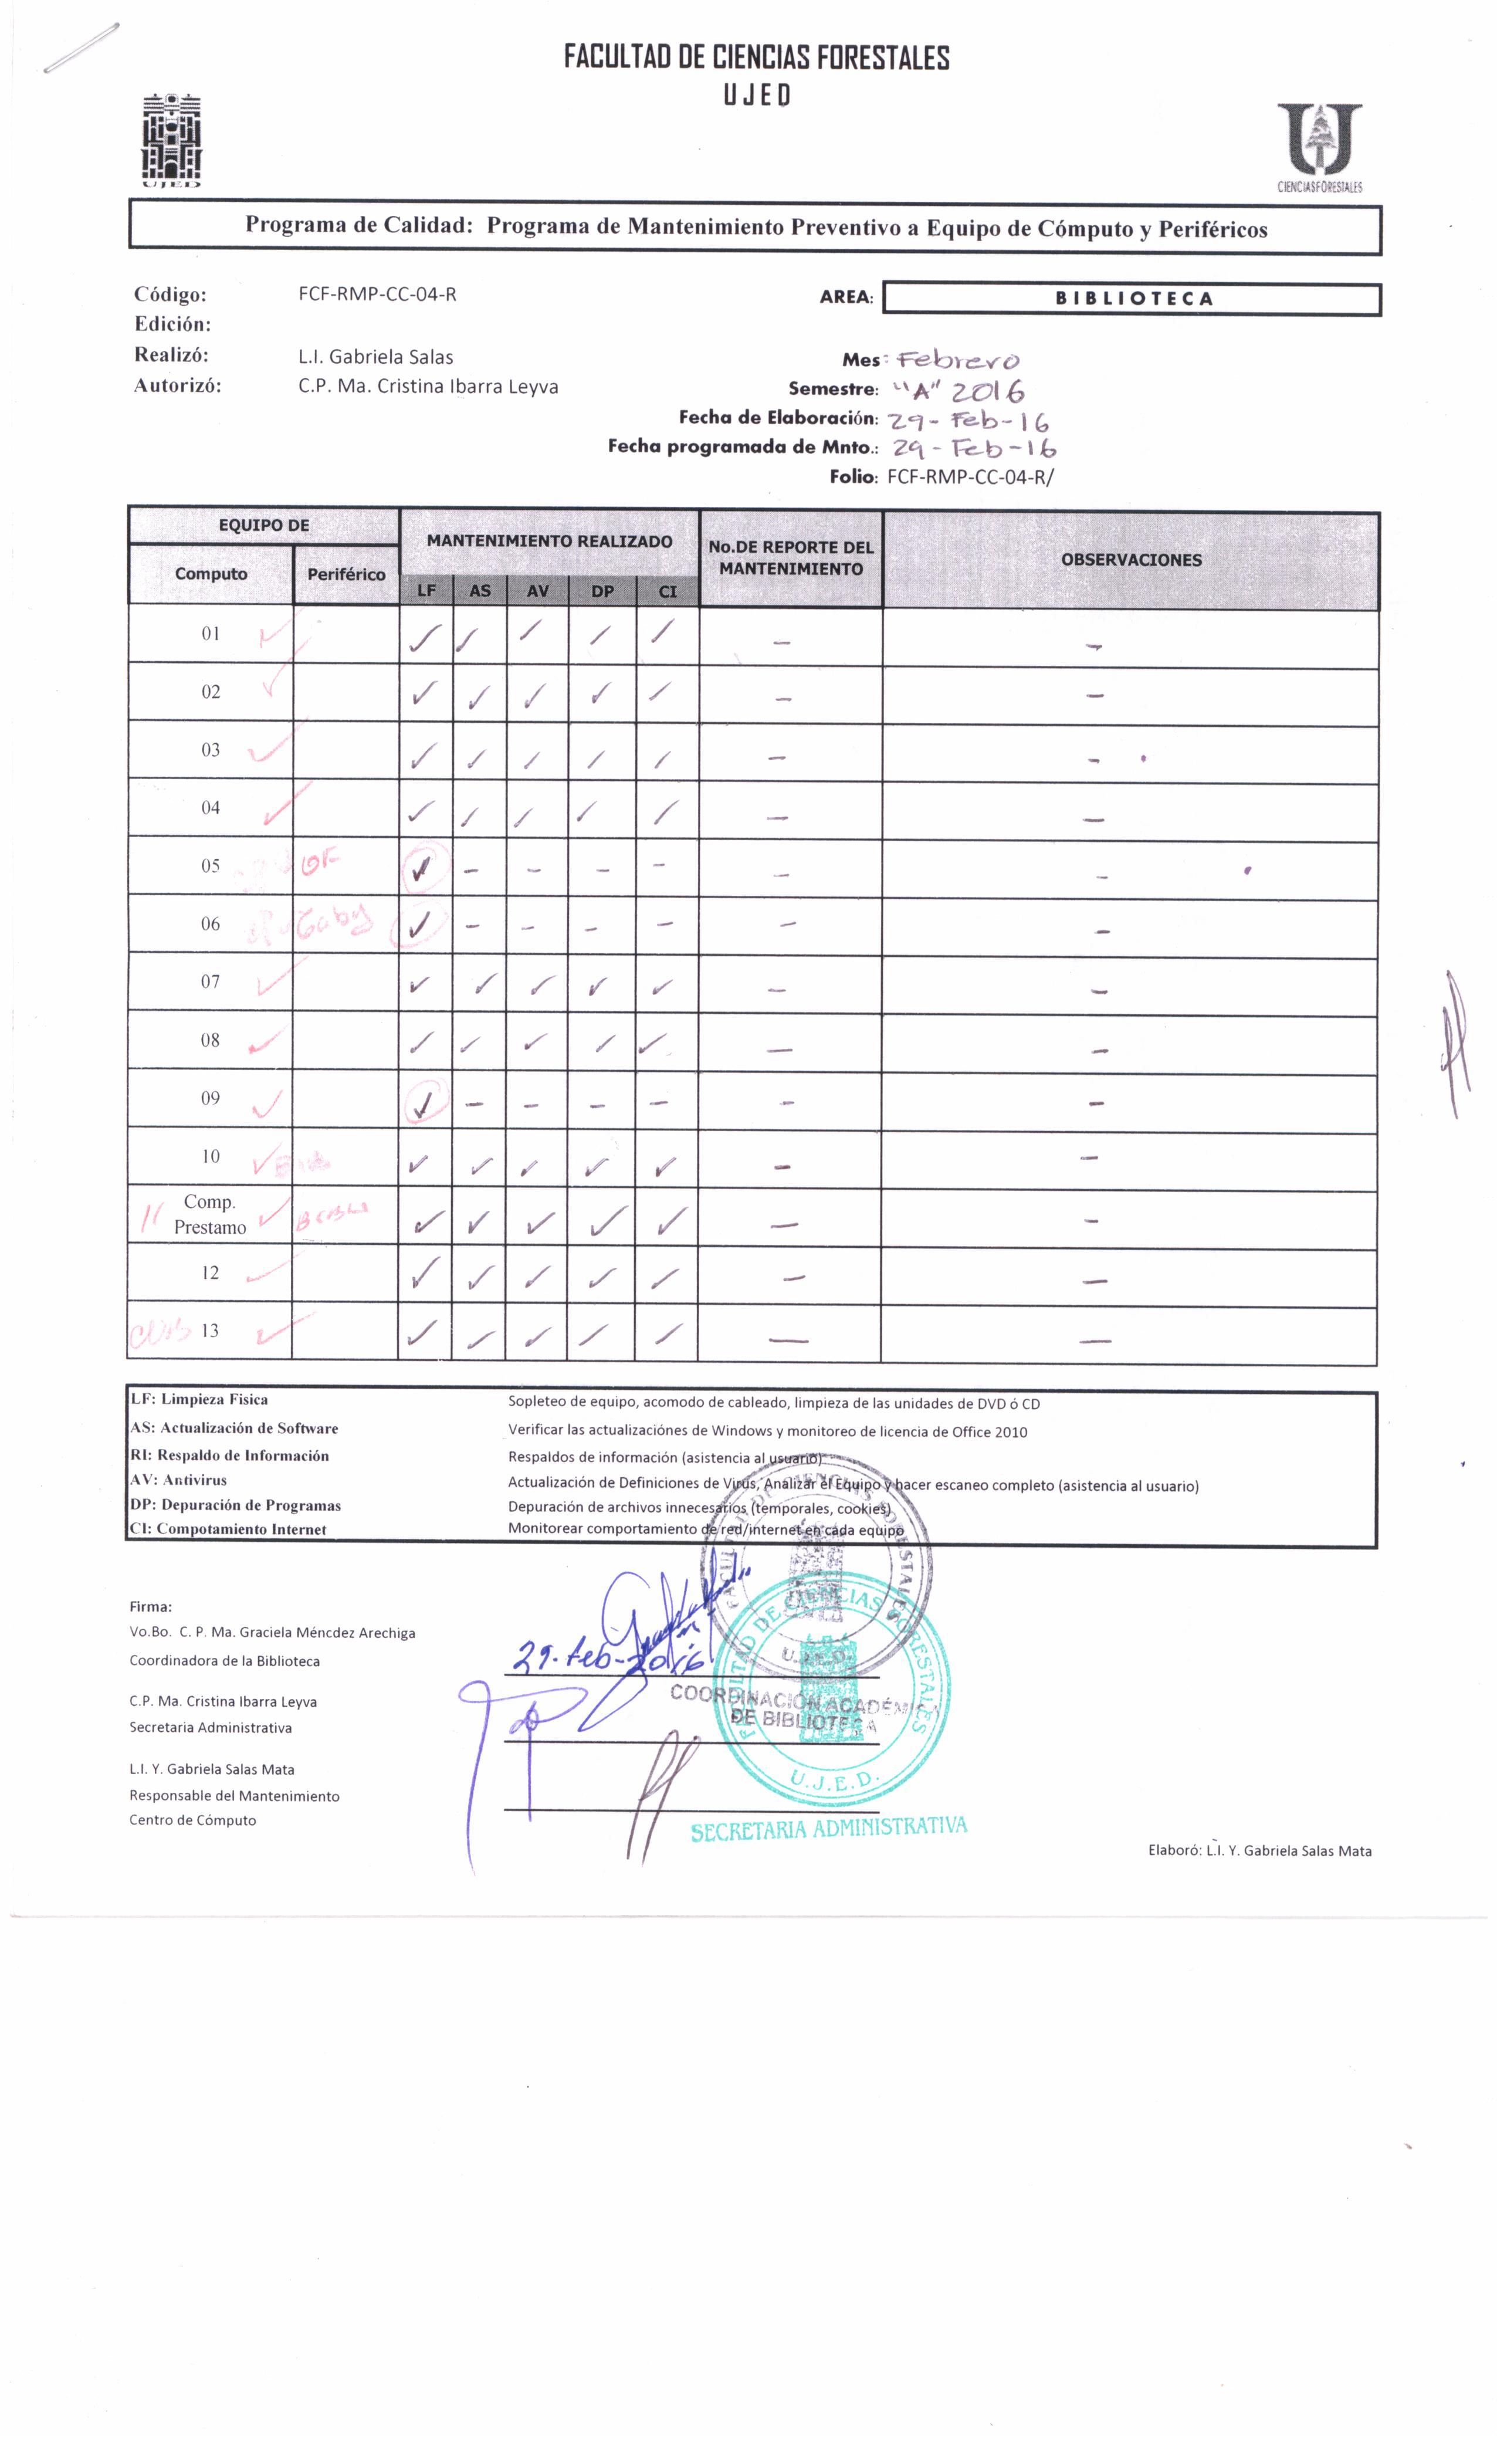 FACULTAD DE CIENCIAS FORESTALES
UJED
UJED
CIENCIASFORESTALES
Programa de Calidad: Programa de Mantenimiento Preventivo a Equipo de Cómputo y Periféricos
Código: FCF-RMP-CC-04-R
AREA: BIBLIOTECA
Edición:
Realizó: L.I. Gabriela Salas
Mes: Febrero
Autorizó: C.P. Ma. Cristina Ibarra Leyva
Semestre: "A" 2016
Fecha de Elaboración: 29-Feb-16
Fecha programada de Mnto.: 29-Feb-16
Folio: FCF-RMP-CC-04-R/
EQUIPO DE MANTENIMIENTO REALIZADO No.DE REPORTE DEL MANTENIMIENTO OBSERVACIONES
Computo Periférico LF AS AV DP CI
01 ✓ ✓ ✓ ✓ ✓ ✓ – –
02 ✓ ✓ ✓ ✓ ✓ ✓ – –
03 ✓ ✓ ✓ ✓ ✓ ✓ – –
04 ✓ ✓ ✓ ✓ ✓ ✓ – –
05 ✓ – – – – – –
06 Gaby ✓ – – – – – –
07 ✓ ✓ ✓ ✓ ✓ ✓ – –
08 ✓ ✓ ✓ ✓ ✓ ✓ – –
09 ✓ ✓ – – – – – –
10 ✓ ✓ ✓ ✓ ✓ ✓ – –
11 Comp. Prestamo ✓ ✓ ✓ ✓ ✓ ✓ – –
12 ✓ ✓ ✓ ✓ ✓ ✓ – –
13 ✓ ✓ ✓ ✓ ✓ ✓ – –
LF: Limpieza Fisica Sopleteo de equipo, acomodo de cableado, limpieza de las unidades de DVD ó CD
AS: Actualización de Software Verificar las actualizaciónes de Windows y monitoreo de licencia de Office 2010
RI: Respaldo de Información Respaldos de información (asistencia al usuario)
AV: Antivirus Actualización de Definiciones de Virus, Analizar el Equipo y hacer escaneo completo (asistencia al usuario)
DP: Depuración de Programas Depuración de archivos innecesarios (temporales, cookies)
CI: Compotamiento Internet Monitorear comportamiento de red/internet en cada equipo
FACULTAD DE CIENCIAS FORESTALES
U.J.E.D.
COORDINACIÓN ACADÉMIC
DE BIBLIOTECA
Firma:
Vo.Bo. C. P. Ma. Graciela Méncdez Arechiga
Coordinadora de la Biblioteca
29-feb-2016
C.P. Ma. Cristina Ibarra Leyva
Secretaria Administrativa
L.I. Y. Gabriela Salas Mata
Responsable del Mantenimiento
Centro de Cómputo
FACULTAD DE CIENCIAS FORESTALES
U.J.E.D.
SECRETARIA ADMINISTRATIVA
Elaboró: L.I. Y. Gabriela Salas Mata